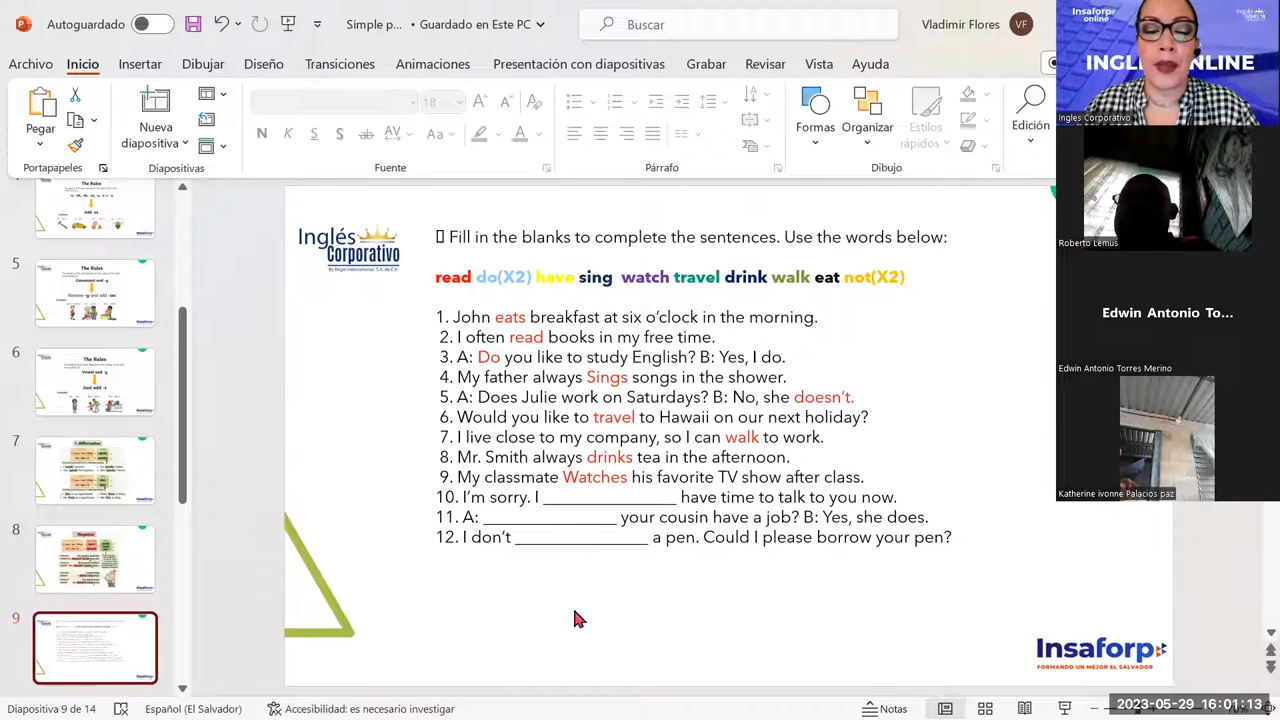 Autoguardado
Guardado en Este PC
Buscar
Vladimir Flores
VF
Archivo Inicio Insertar Dibujar Diseño Animaciones Presentación con diapositivas Grabar Revisar Vista Ayuda
Pegar
Nueva
diapositiva
Formas
Organizar
Estilos
rápidos
Edición
Portapapeles
Diapositivas
Fuente
Párrafo
Dibujo
Inglés
corporativo
Fill in the blanks to complete the sentences. Use the words below:
read do(X2) have sing watch travel drink walk eat not(X2)
1. John eats breakfast at six o'clock in the morning.
2. I often read books in my free time.
3. A: Do you like to study English? B: Yes, I do.
y father always Sings songs in the shower.
5. A: Does Julie work on Saturdays? B: No, she doesn't.
6. Would you like to travel to Hawaii on our next holiday?
7. I live close to my company, so I can walk to work.
8. Mr. Smith always drinks tea in the afternoon.
9. My classmate Watches his favorite TV show after class.
10. I'm sorry. I ______________ have time to talk to you now.
11. A: ______________ your cousin have a job? B: Yes, she does.
12. I don't ______________ a pen. Could I please borrow your pen?
Insaforp
FORMANDO UN MEJOR EL SALVADOR
5
6
7
8
9
Insaforp
online
Ingles Corporativo
Roberto Lemus
Edwin Antonio To...
Edwin Antonio Torres Merino
Katherine ivonne Palacios paz
Diapositiva 9 de 14
Español (El Salvador)
Accesibilidad: es necesario investigar
Notas
2023-05-29 16:01:13